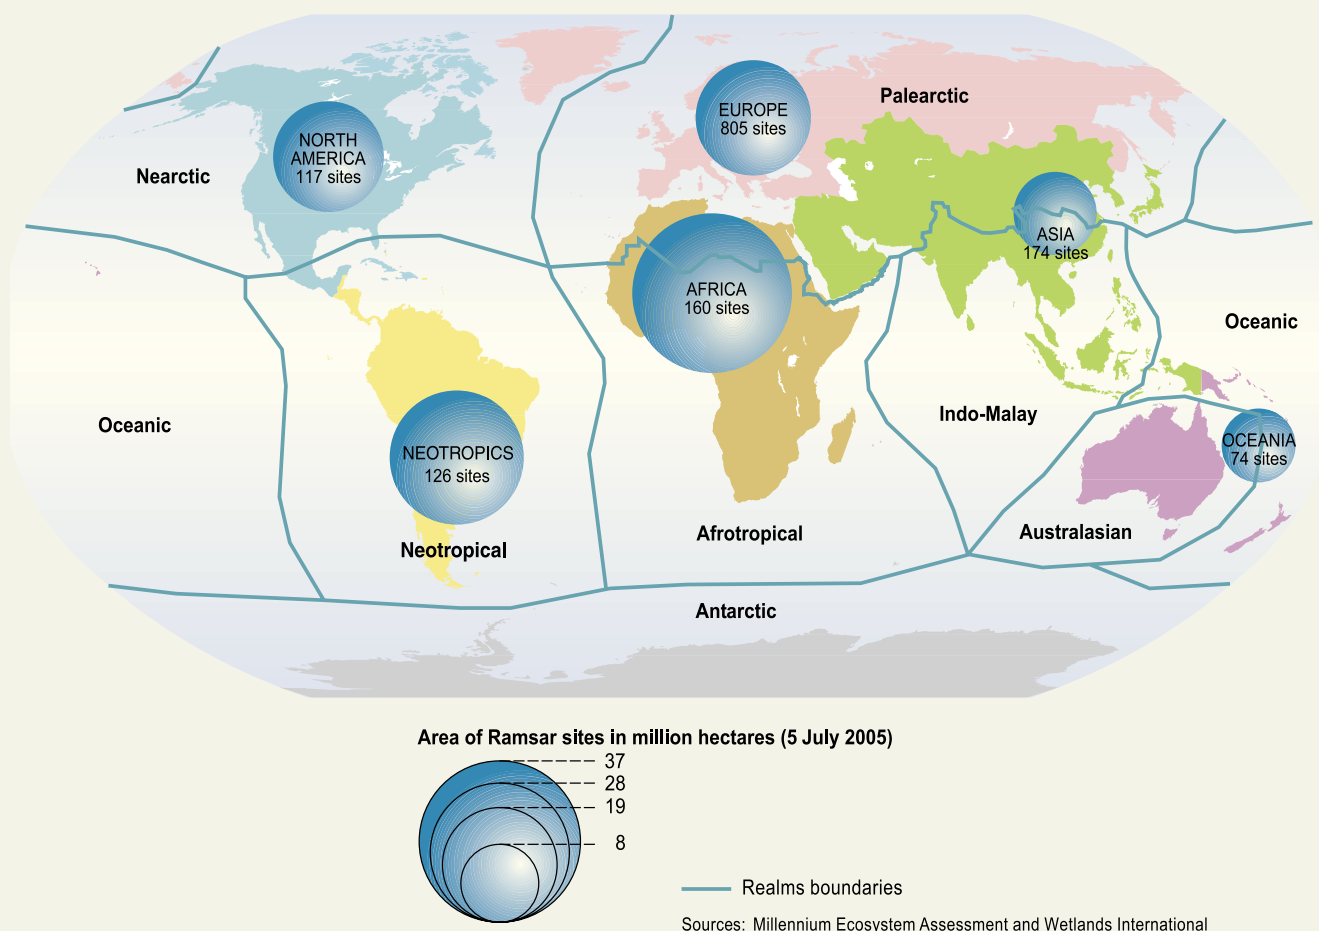 EUROPE
805 sites
Palearctic
NORTH
AMERICA
117 sites
Nearctic
ASIA
174 sites
AFRICA
160 sites
Oceanic
Oceanic
Indo-Malay
NEOTROPICS
126 sites
OCEANIA
74 sites
Neotropical
Afrotropical
Australasian
Antarctic
Area of Ramsar sites in million hectares (5 July 2005)
37
28
19
8
Realms boundaries
Sources: Millennium Ecosystem Assessment and Wetlands International